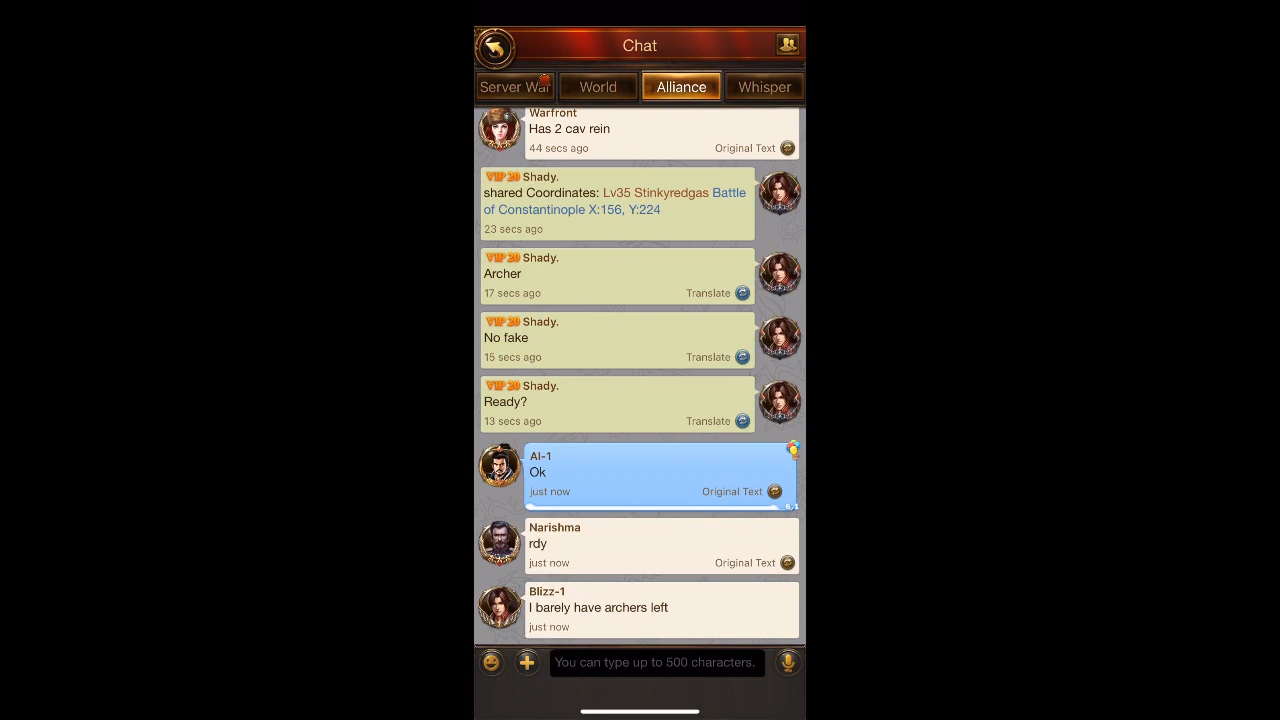 Chat
Server War
World
Alliance
Whisper
Warfront
Has 2 cav rein
44 secs ago
Original Text
VIP 20 Shady.
shared Coordinates: Lv35 Stinkyredgas Battle
of Constantinople X:156, Y:224
23 secs ago
VIP 20 Shady.
Archer
17 secs ago
Translate
VIP 20 Shady.
No fake
15 secs ago
Translate
VIP 20 Shady.
Ready?
13 secs ago
Translate
AI-1
Ok
just now
Original Text
Narishma
rdy
just now
Original Text
Blizz-1
I barely have archers left
just now
You can type up to 500 characters.